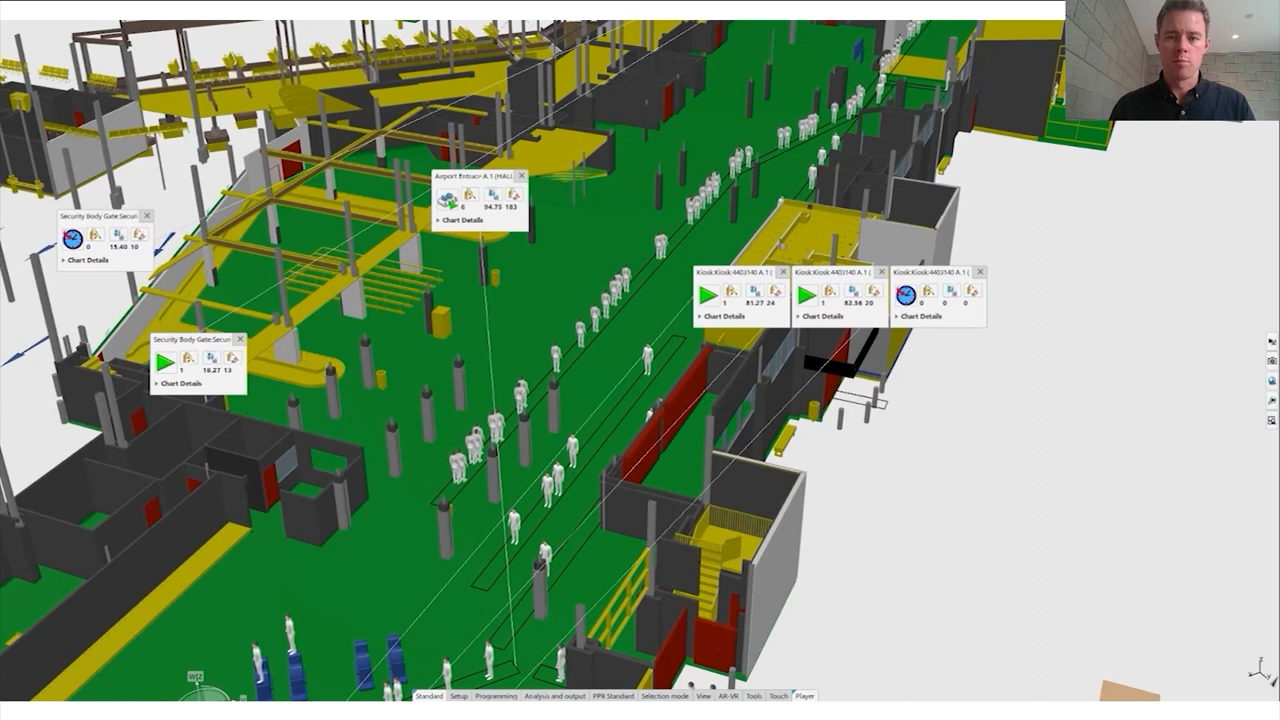 Airport Entrace A.1 (HALL
6 94.75 183
Chart Details
Security Body Gate:Securi
0 15.40 10
Chart Details
Kiosk:Kiosk:4403140 A.1 (
1 81.27 24
Chart Details
Kiosk:Kiosk:4403140 A.1 (
1 82.56 20
Chart Details
Kiosk:Kiosk:4403140 A.1 (
0 0 0
Chart Details
Security Body Gate:Securi
1 18.27 13
Chart Details
Standard Setup Programming Analysis and output PPR Standard Selection mode View AR-VR Tools Touch Player